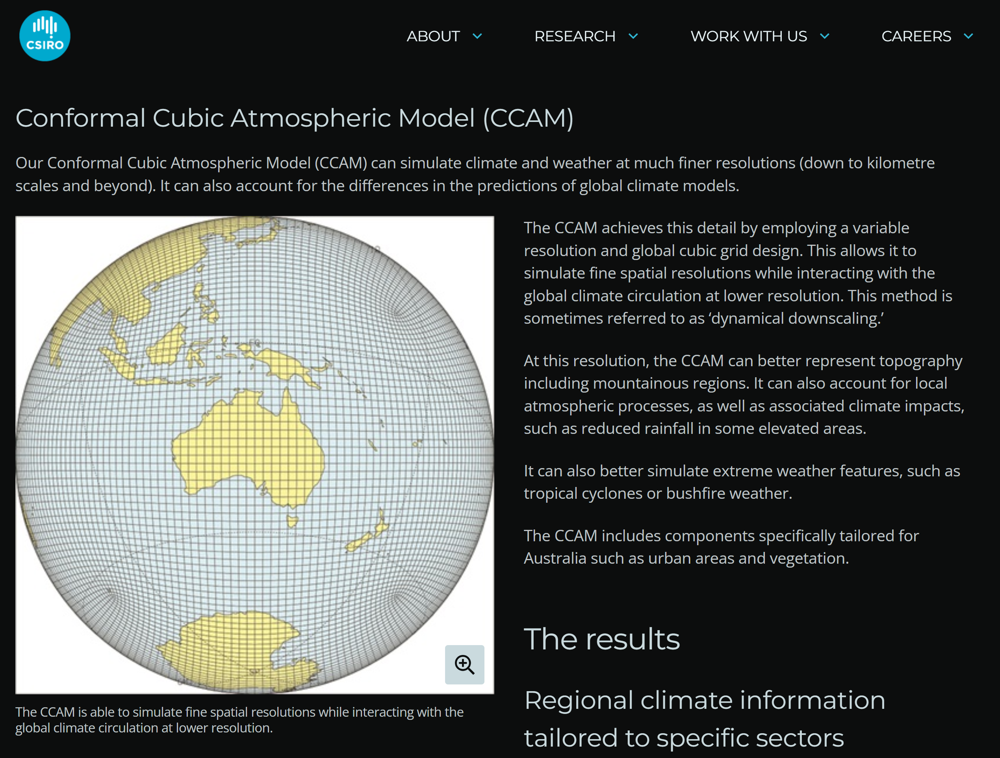 CSIRO
ABOUT
RESEARCH
WORK WITH US
CAREERS
Conformal Cubic Atmospheric Model (CCAM)
Our Conformal Cubic Atmospheric Model (CCAM) can simulate climate and weather at much finer resolutions (down to kilometre
scales and beyond). It can also account for the differences in the predictions of global climate models.
The CCAM is able to simulate fine spatial resolutions while interacting with the
global climate circulation at lower resolution.
The CCAM achieves this detail by employing a variable
resolution and global cubic grid design. This allows it to
simulate fine spatial resolutions while interacting with the
global climate circulation at lower resolution. This method is
sometimes referred to as ‘dynamical downscaling.’
At this resolution, the CCAM can better represent topography
including mountainous regions. It can also account for local
atmospheric processes, as well as associated climate impacts,
such as reduced rainfall in some elevated areas.
It can also better simulate extreme weather features, such as
tropical cyclones or bushfire weather.
The CCAM includes components specifically tailored for
Australia such as urban areas and vegetation.
The results
Regional climate information
tailored to specific sectors